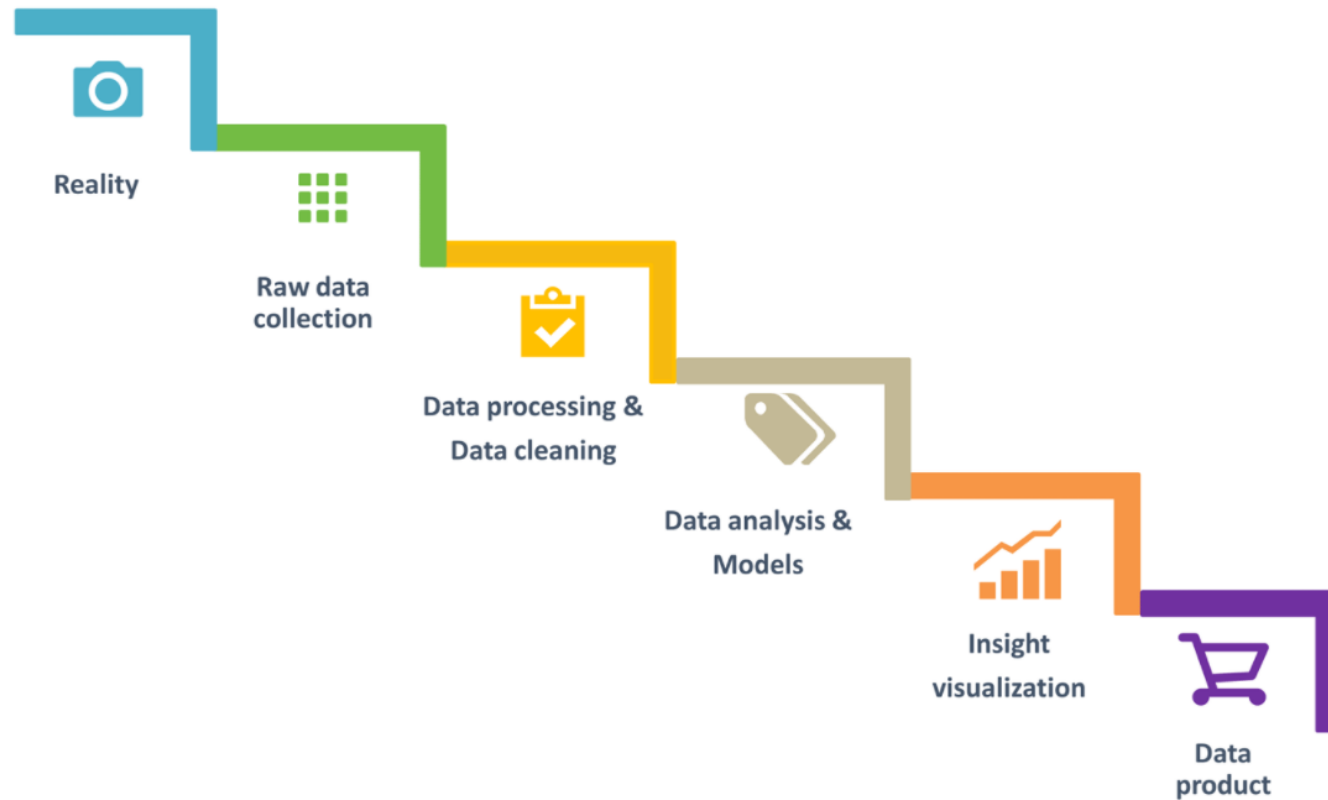 Reality
Raw data
collection
Data processing &
Data cleaning
Data analysis &
Models
Insight
visualization
Data
product